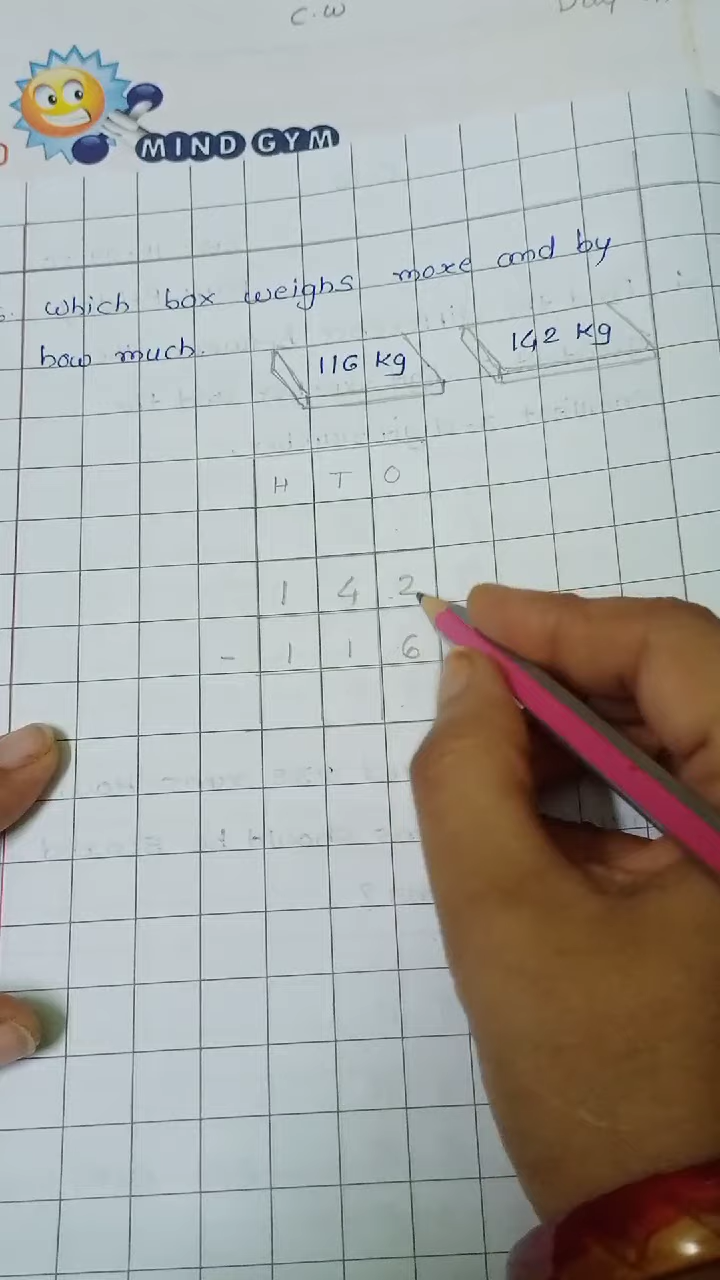 C.W
Day
MIND GYM
which box weighs more and by
how much.
116 kg
142 kg
H T O
1 4 2
- 1 1 6